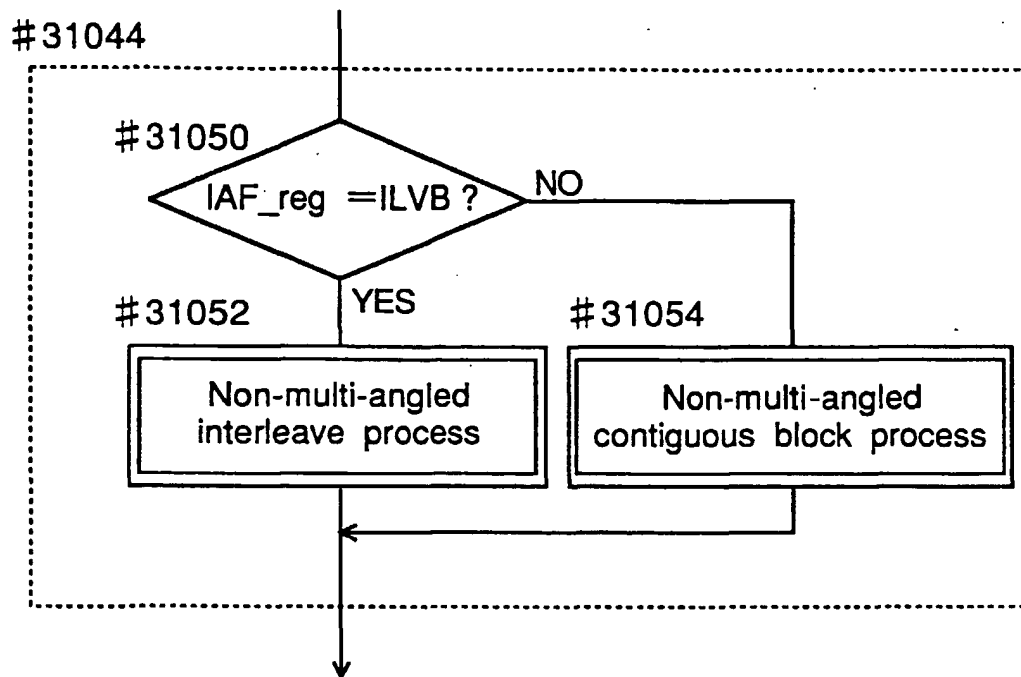 #31044
#31050
IAF_reg =ILVB ?
NO
YES
#31052
#31054
Non-multi-angled
interleave process
Non-multi-angled
contiguous block process